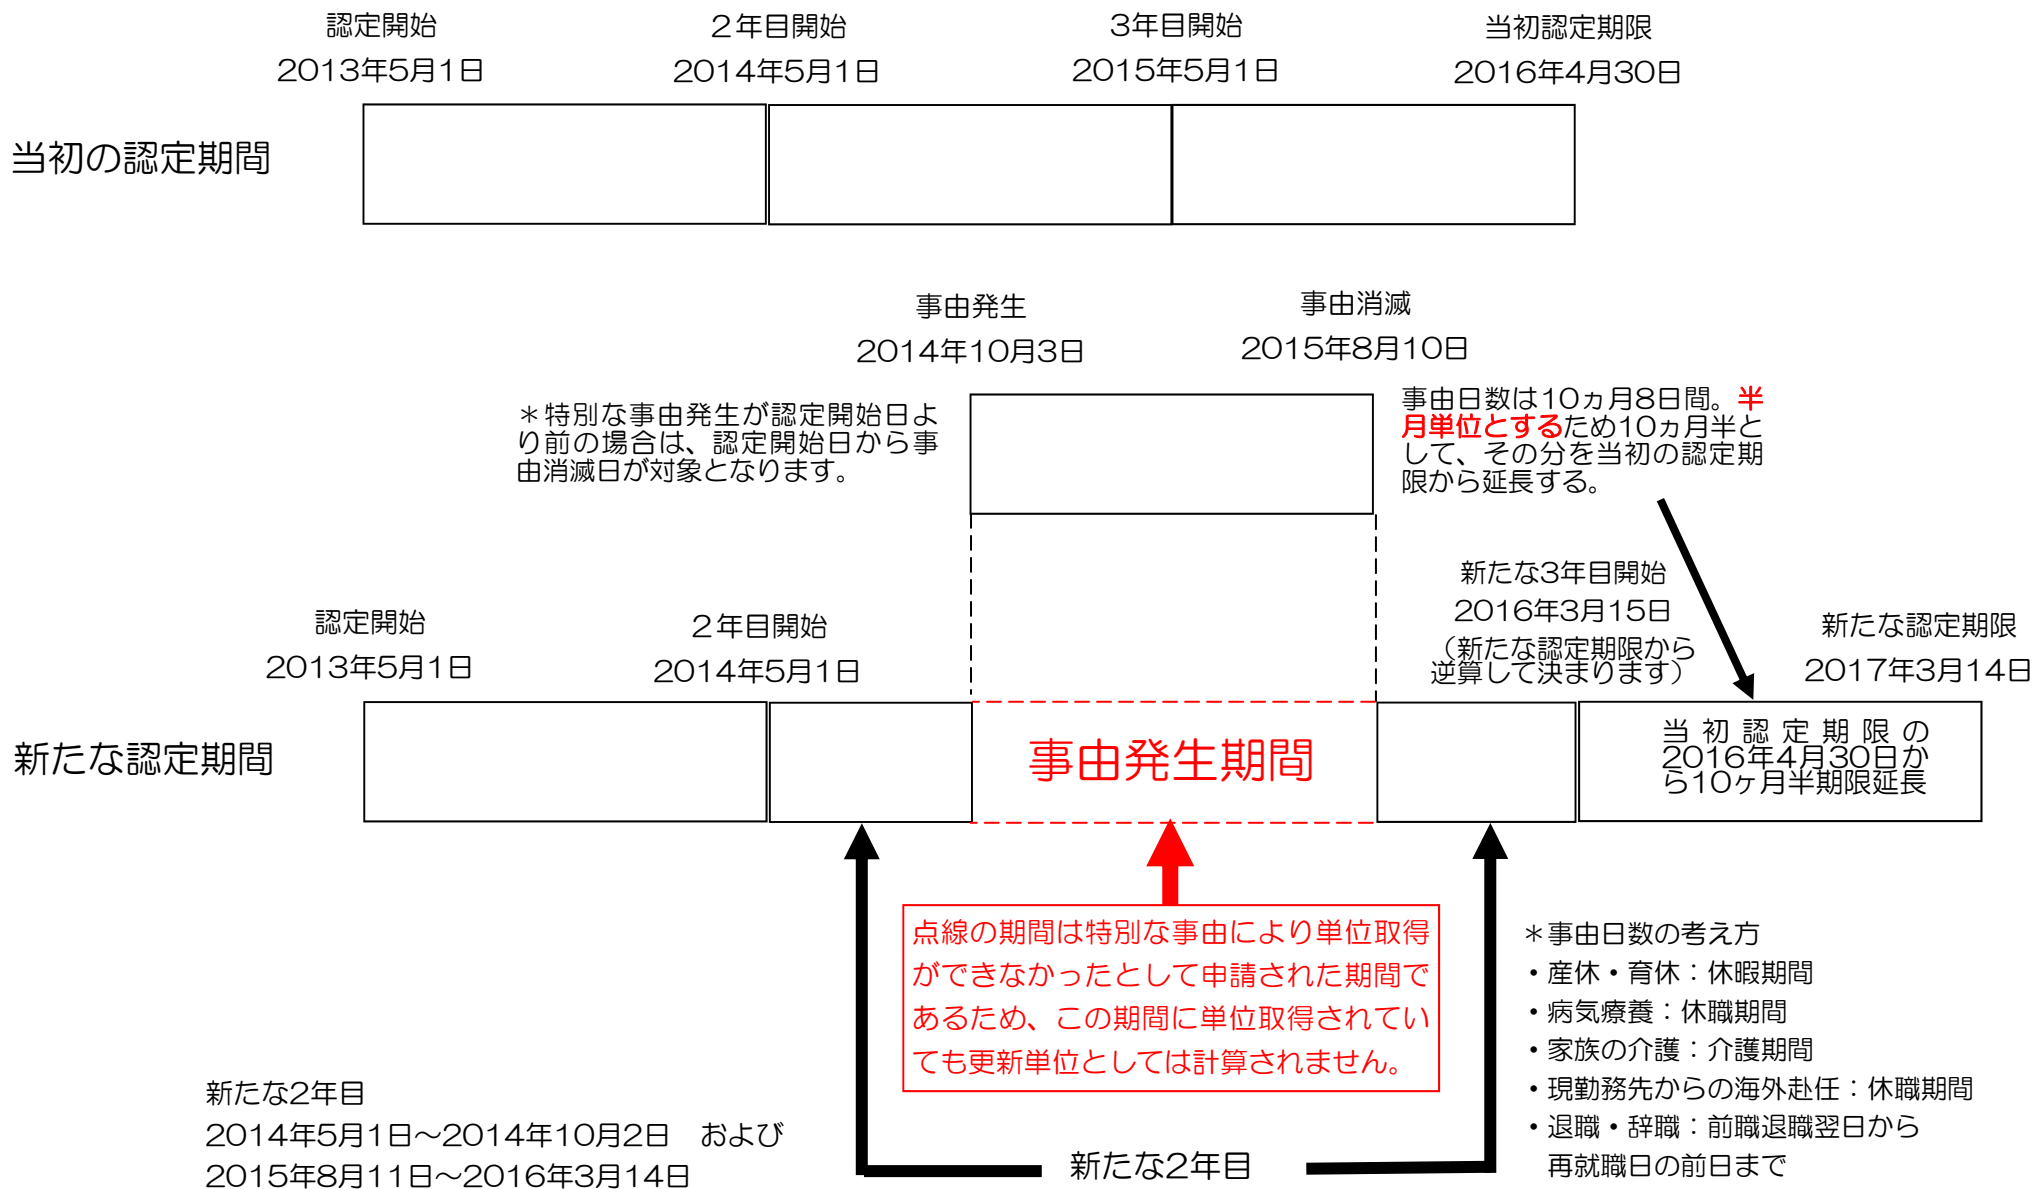 認定開始
2013年5月1日
２年目開始
2014年5月1日
3年目開始
2015年5月1日
当初認定期限
2016年4月30日
当初の認定期間
事由発生
2014年10月3日
事由消滅
2015年8月10日
＊特別な事由発生が認定開始日よ
り前の場合は、認定開始日から事
由消滅日が対象となります。
事由日数は10ヵ月8日間。半
月単位とするため10ヵ月半と
して、その分を当初の認定期
限から延長する。
認定開始
2013年5月1日
２年目開始
2014年5月1日
新たな3年目開始
2016年3月15日
（新たな認定期限から
逆算して決まります）
新たな認定期限
2017年3月14日
新たな認定期間
事由発生期間
当初認定期限の
2016年4月30日か
ら10ヶ月半期限延長
点線の期間は特別な事由により単位取得
ができなかったとして申請された期間で
あるため、この期間に単位取得されてい
ても更新単位としては計算されません。
＊事由日数の考え方
・産休・育休：休暇期間
・病気療養：休職期間
・家族の介護：介護期間
・現勤務先からの海外赴任：休職期間
・退職・辞職：前職退職翌日から
再就職日の前日まで
新たな2年目
2014年5月1日～2014年10月2日　および
2015年8月11日～2016年3月14日
新たな2年目